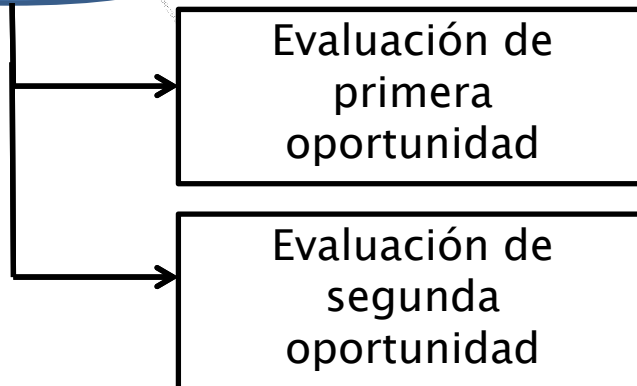 Evaluación de
primera
oportunidad
Evaluación de
segunda
oportunidad